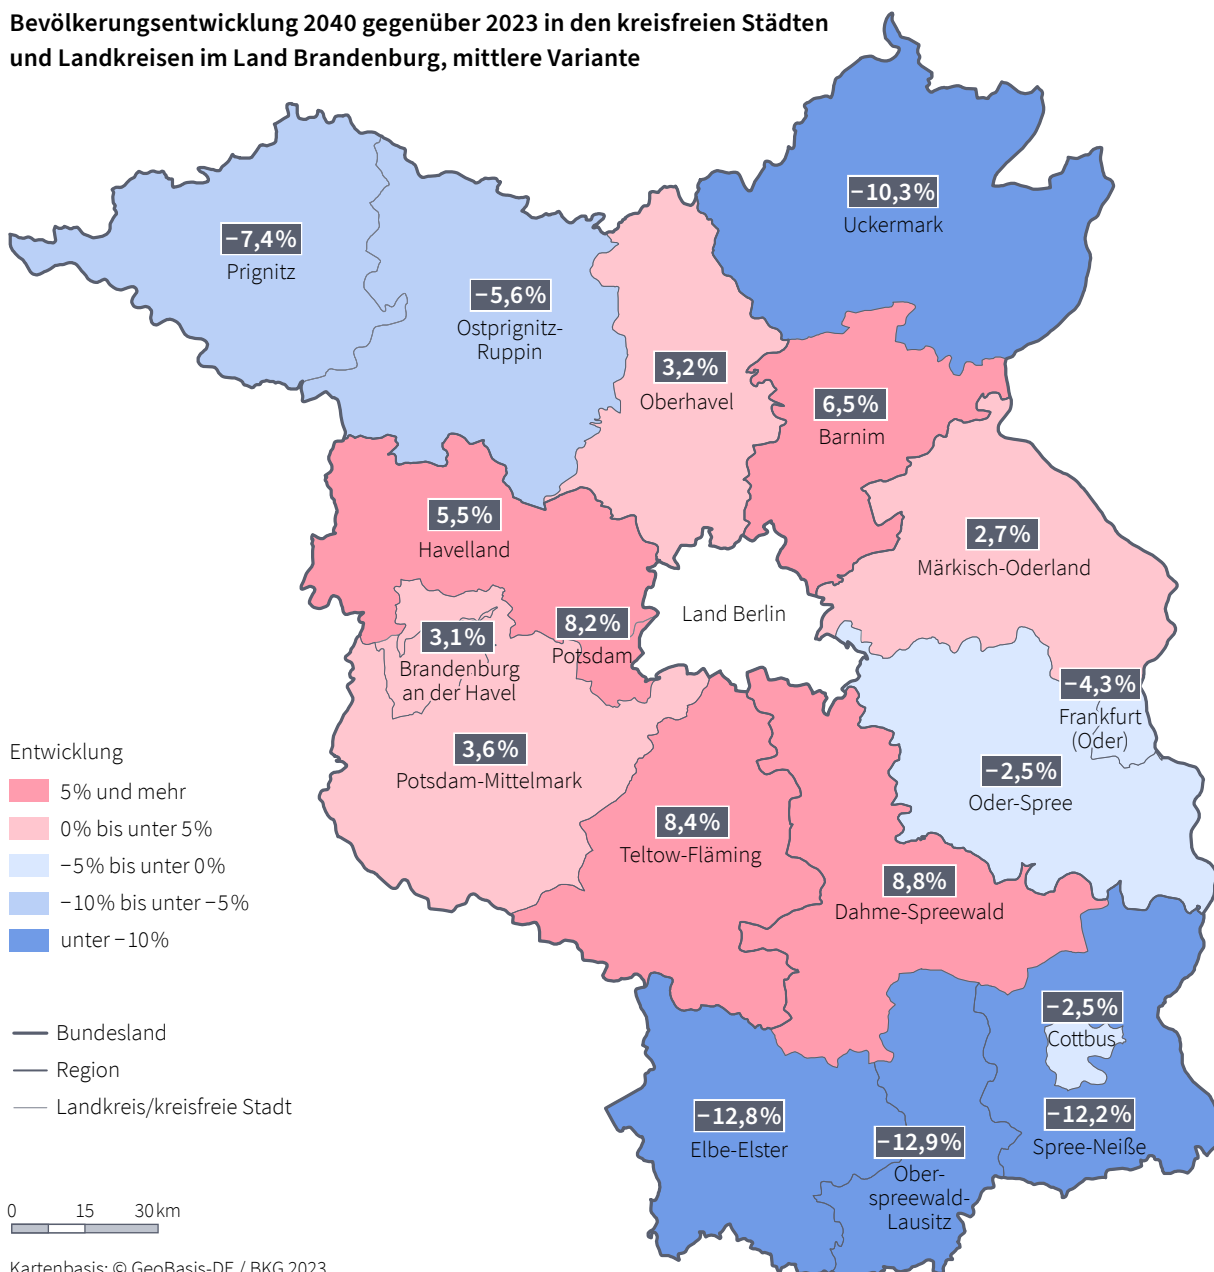 Bevölkerungsentwicklung 2040 gegenüber 2023 in den kreisfreien Städten
und Landkreisen im Land Brandenburg, mittlere Variante
−10,3%
Uckermark
−7,4%
Prignitz
−5,6%
Ostprignitz-
Ruppin
3,2%
Oberhavel
6,5%
Barnim
5,5%
Havelland
2,7%
Märkisch-Oderland
Land Berlin
8,2%
Potsdam
3,1%
Brandenburg
an der Havel
−4,3%
Frankfurt
(Oder)
3,6%
Potsdam-Mittelmark
−2,5%
Oder-Spree
8,4%
Teltow-Fläming
8,8%
Dahme-Spreewald
−2,5%
Cottbus
−12,2%
Spree-Neiße
−12,8%
Elbe-Elster
−12,9%
Ober-
spreewald-
Lausitz
Entwicklung
5% und mehr
0% bis unter 5%
−5% bis unter 0%
−10% bis unter −5%
unter −10%
Bundesland
Region
Landkreis/kreisfreie Stadt
0 15 30 km
Kartenbasis: © GeoBasis-DE / BKG 2023